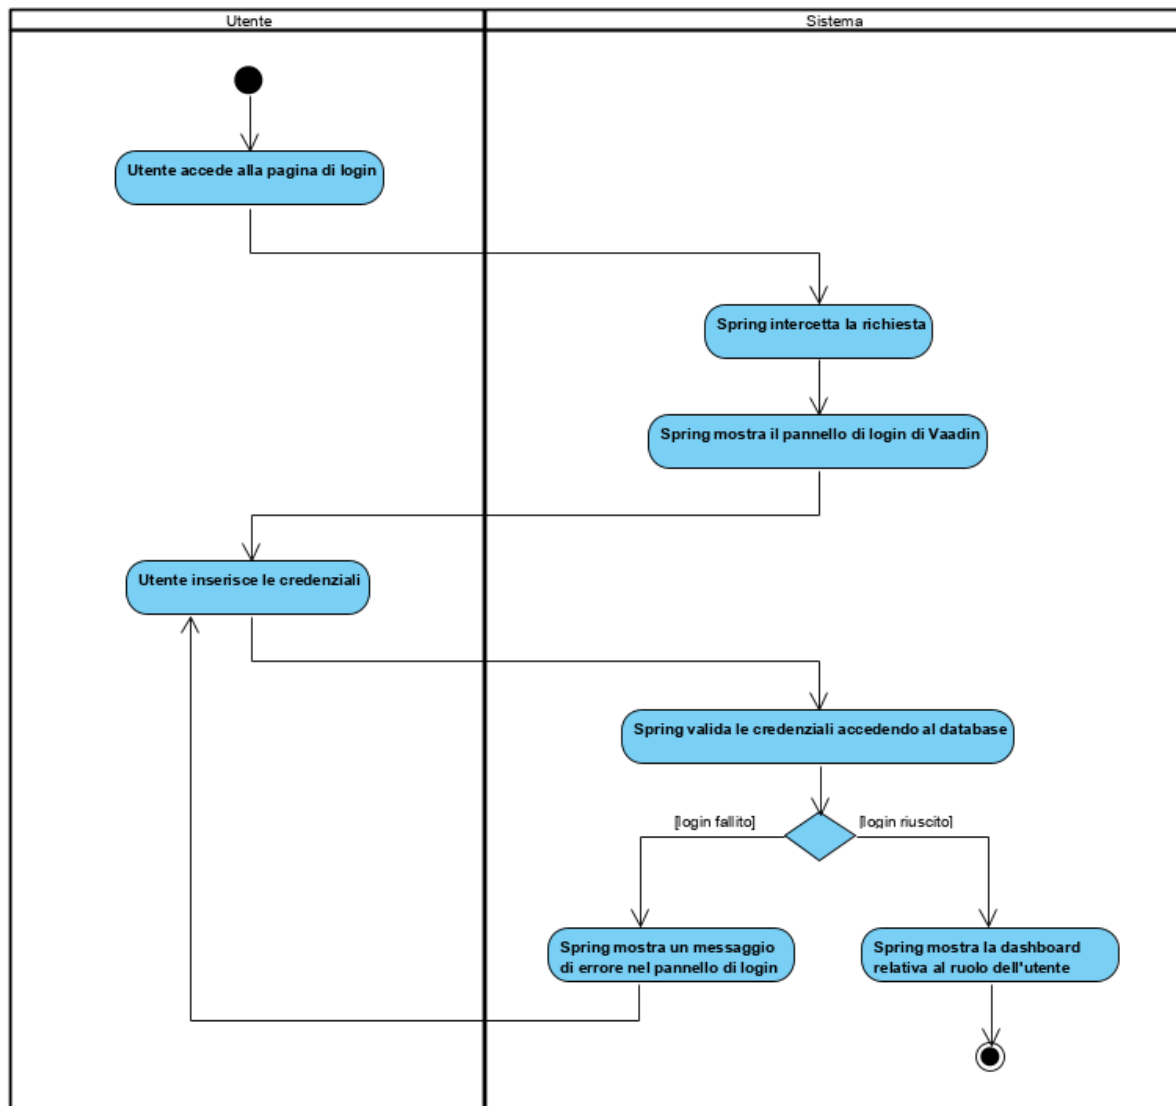 Utente
Sistema
Utente accede alla pagina di login
Spring intercetta la richiesta
Spring mostra il pannello di login di Vaadin
Utente inserisce le credenziali
Spring valida le credenziali accedendo al database
[login fallito]
[login riuscito]
Spring mostra un messaggio
di errore nel pannello di login
Spring mostra la dashboard
relativa al ruolo dell'utente